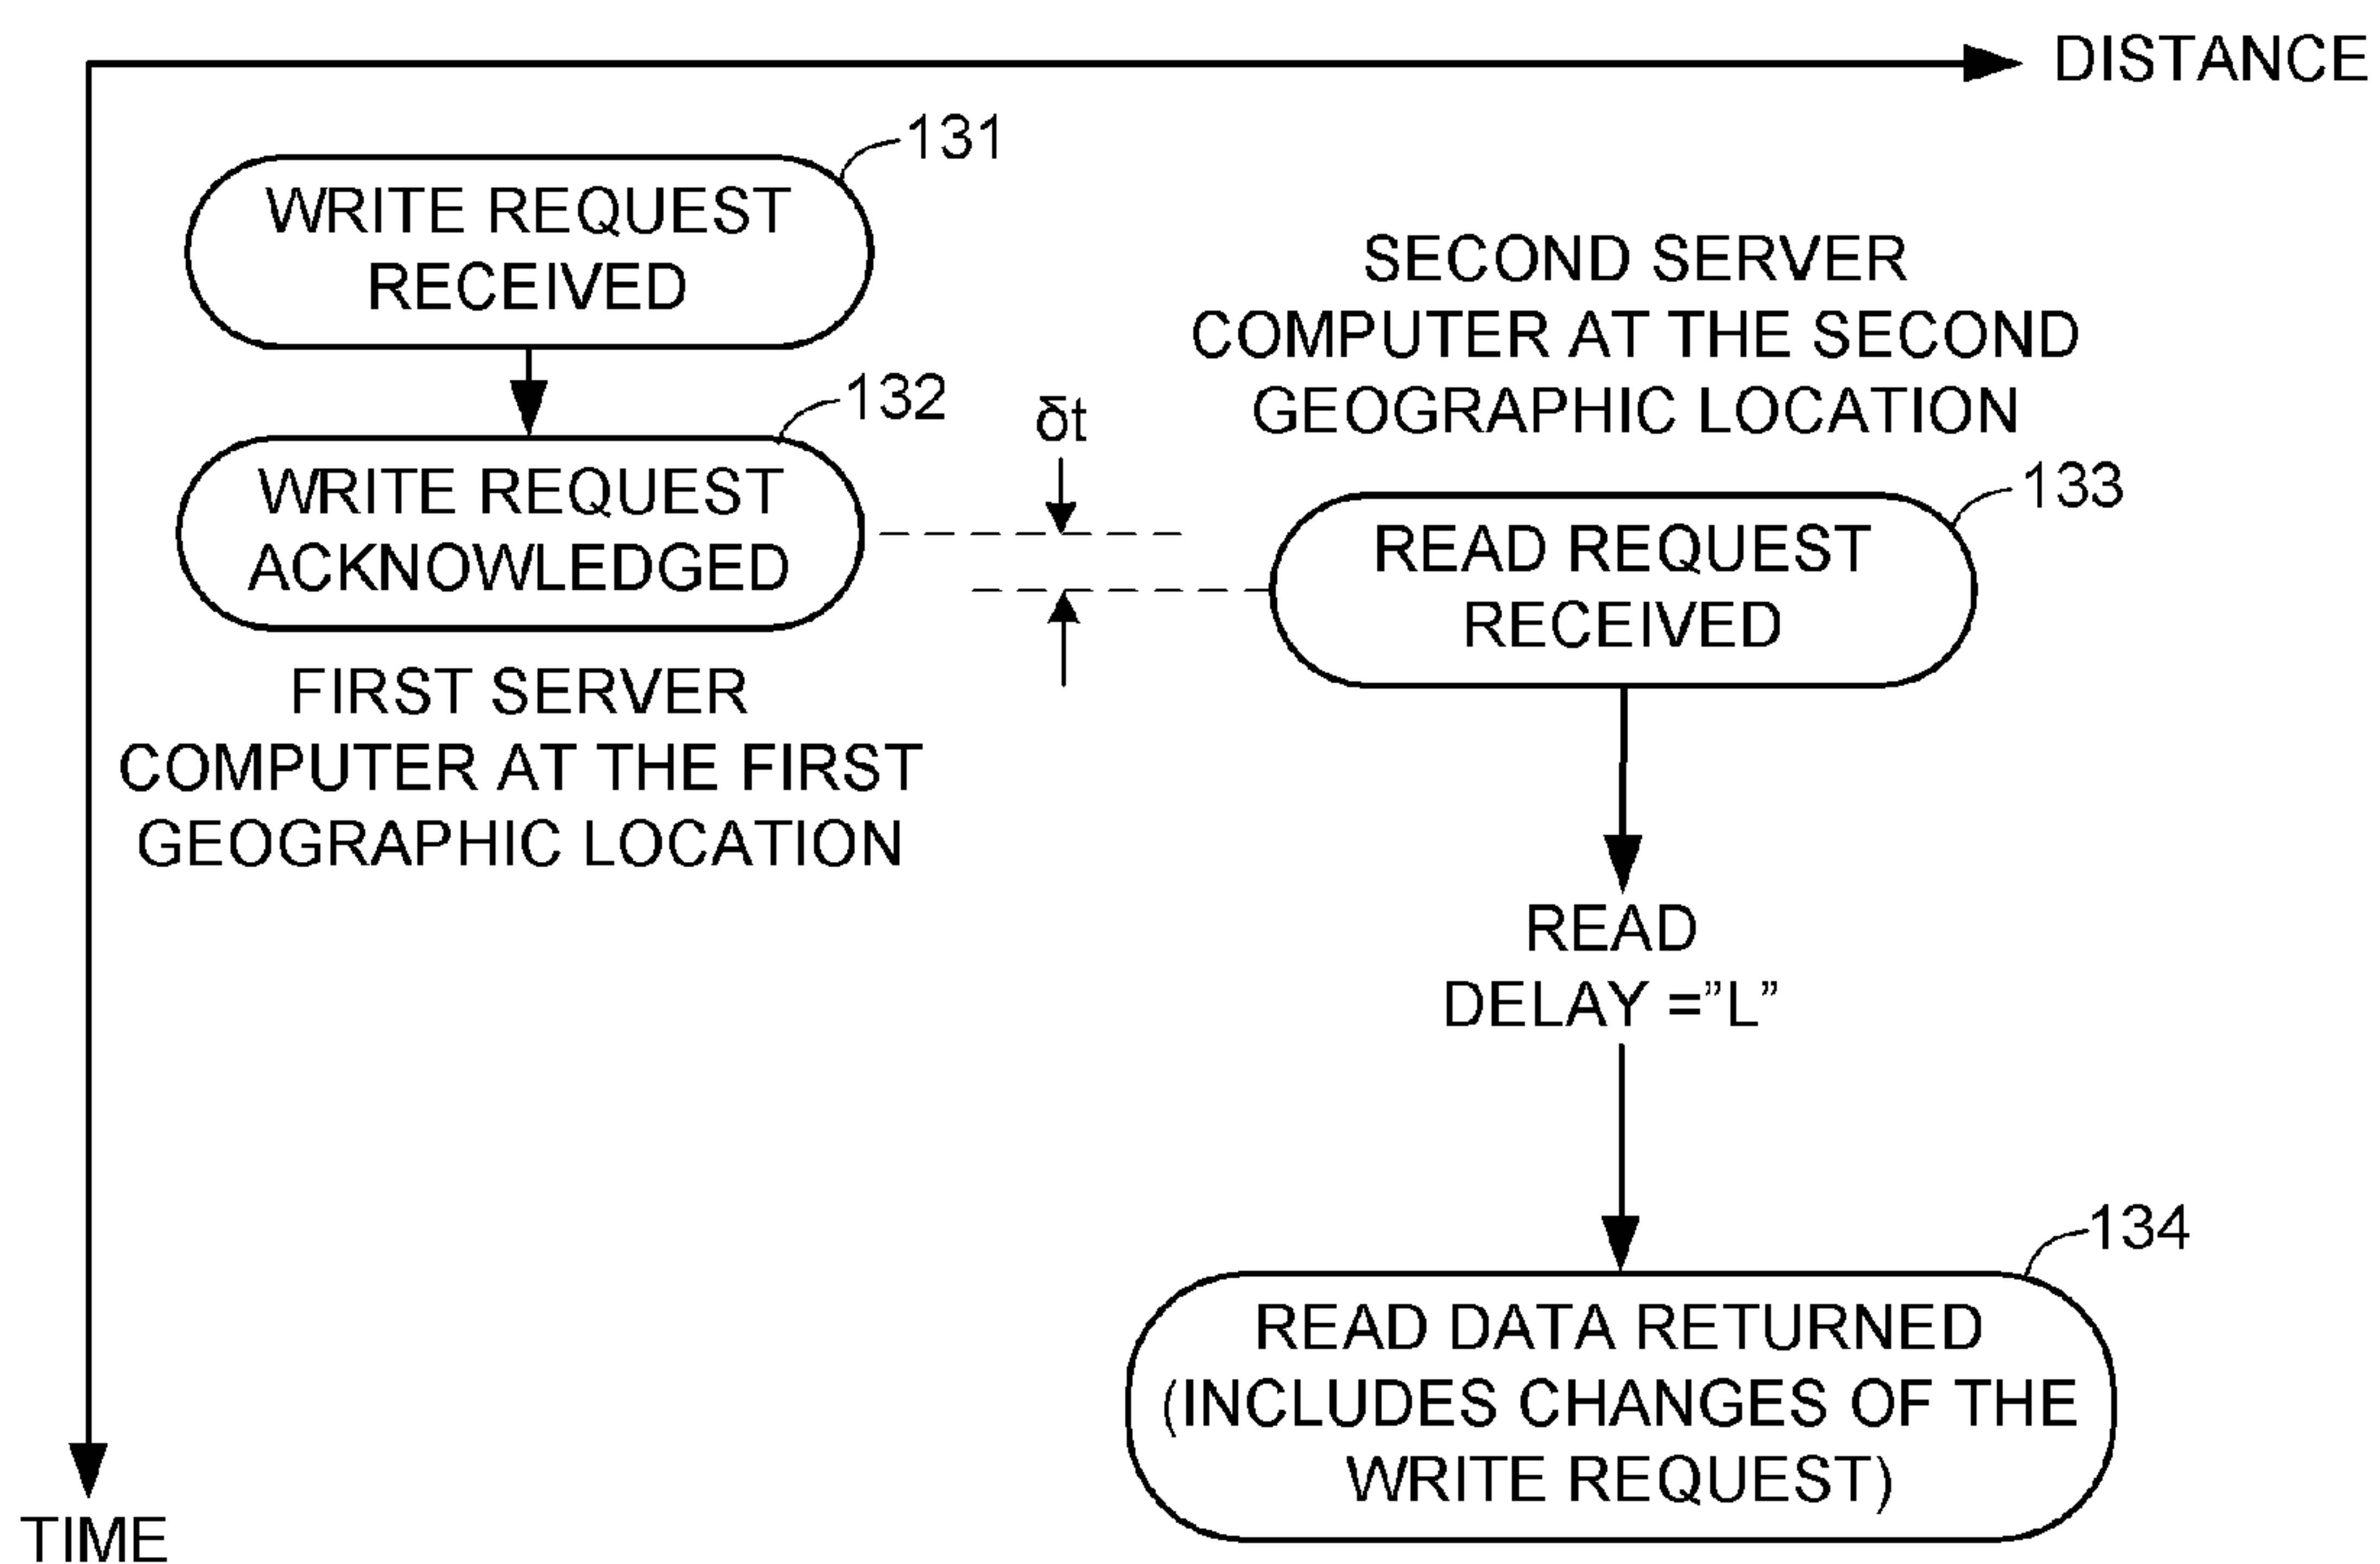 DISTANCE
131
WRITE REQUEST
RECEIVED
132
WRITE REQUEST
ACKNOWLEDGED
FIRST SERVER
COMPUTER AT THE FIRST
GEOGRAPHIC LOCATION
δt
SECOND SERVER
COMPUTER AT THE SECOND
GEOGRAPHIC LOCATION
133
READ REQUEST
RECEIVED
READ
DELAY =”L”
134
READ DATA RETURNED
(INCLUDES CHANGES OF THE
WRITE REQUEST)
TIME